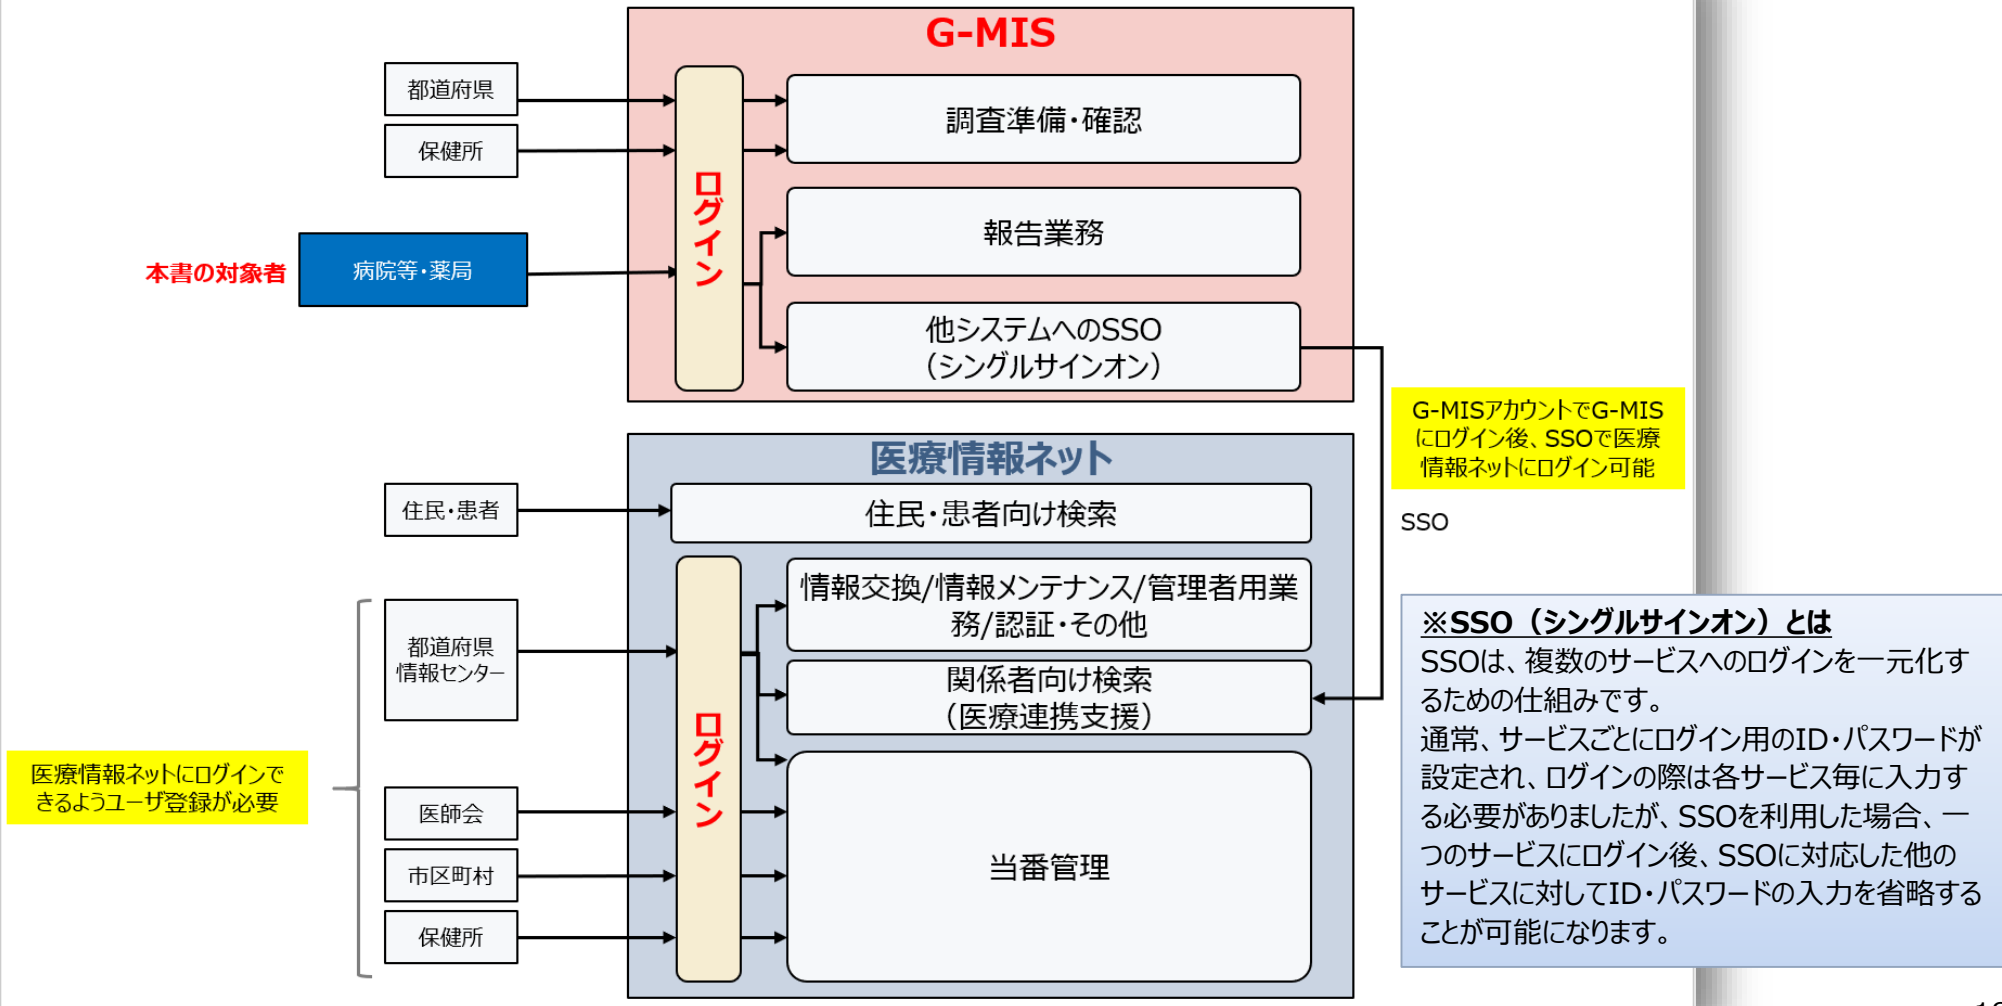 G-MIS
都道府県
保健所
本書の対象者
病院等・薬局
ログイン
調査準備・確認
報告業務
他システムへのSSO
（シングルサインオン）
G-MISアカウントでG-MIS
にログイン後、SSOで医療
情報ネットにログイン可能
SSO
医療情報ネット
住民・患者
住民・患者向け検索
都道府県
情報センター
医療情報ネットにログインで
きるようユーザ登録が必要
医師会
市区町村
保健所
ログイン
情報交換/情報メンテナンス/管理者用業
務/認証・その他
関係者向け検索
（医療連携支援）
当番管理
※SSO（シングルサインオン）とは
SSOは、複数のサービスへのログインを一元化す
るための仕組みです。
通常、サービスごとにログイン用のID・パスワードが
設定され、ログインの際は各サービス毎に入力す
る必要がありましたが、SSOを利用した場合、一
つのサービスにログイン後、SSOに対応した他の
サービスに対してID・パスワードの入力を省略する
ことが可能になります。